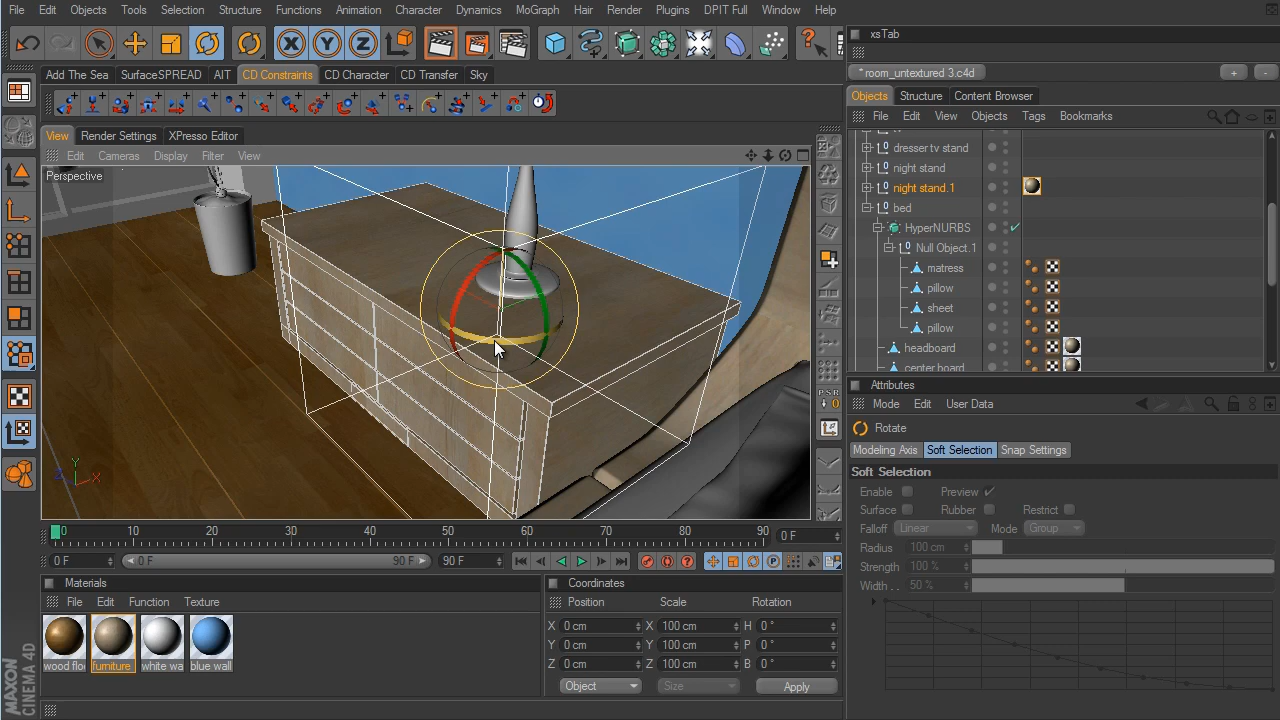 File Edit Objects Tools Selection Structure Functions Animation Character Dynamics MoGraph Hair Render Plugins DPIT Full Window Help
Add The Sea SurfaceSPREAD AIT CD Constraints CD Character CD Transfer Sky
View Render Settings XPresso Editor
Edit Cameras Display Filter View
Perspective
Y
Z X
0 10 20 30 40 50 60 70 80 90 0 F
0 F 0 F 90 F 90 F
Materials
File Edit Function Texture
wood floo furniture white wa blue wall
Coordinates
Position Scale Rotation
X 0 cm X 100 cm H 0 °
Y 0 cm Y 100 cm P 0 °
Z 0 cm Z 100 cm B 0 °
Object Size Apply
MAXON
CINEMA 4D
P S R
0
xsTab
* room_untextured 3.c4d + -
Objects Structure Content Browser
File Edit View Objects Tags Bookmarks
dresser tv stand
night stand
night stand.1
bed
HyperNURBS
Null Object.1
matress
pillow
sheet
pillow
headboard
center board
Attributes
Mode Edit User Data
Rotate
Modeling Axis Soft Selection Snap Settings
Soft Selection
Enable Preview
Surface Rubber Restrict
Falloff Linear Mode Group
Radius 100 cm
Strength 100 %
Width . . 50 %